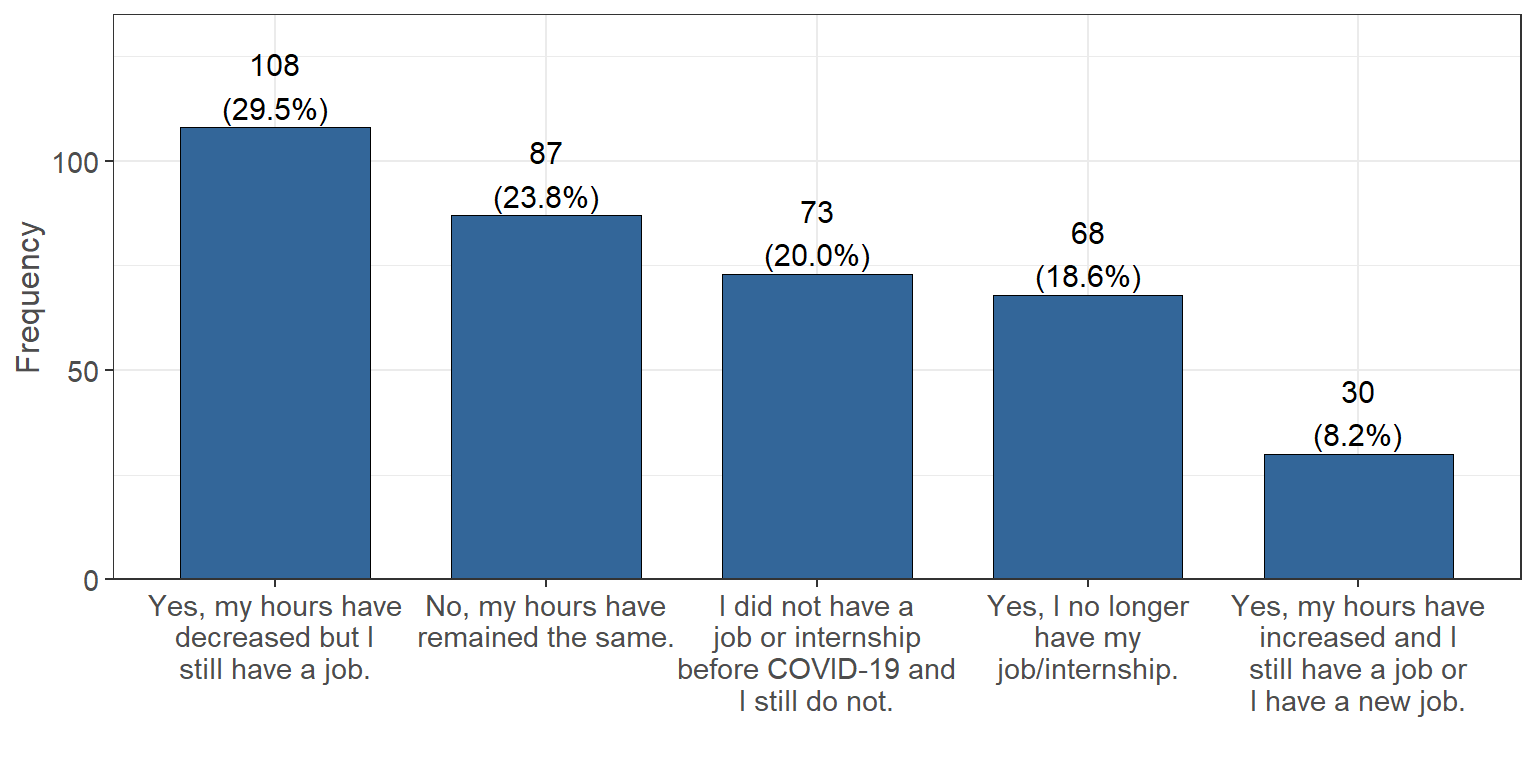 108
(29.5%)
87
(23.8%)
73
(20.0%)
68
(18.6%)
30
(8.2%)
Frequency
100
50
0
Yes, my hours have
decreased but I
still have a job.
No, my hours have
remained the same.
I did not have a
job or internship
before COVID-19 and
I still do not.
Yes, I no longer
have my
job/internship.
Yes, my hours have
increased and I
still have a job or
I have a new job.